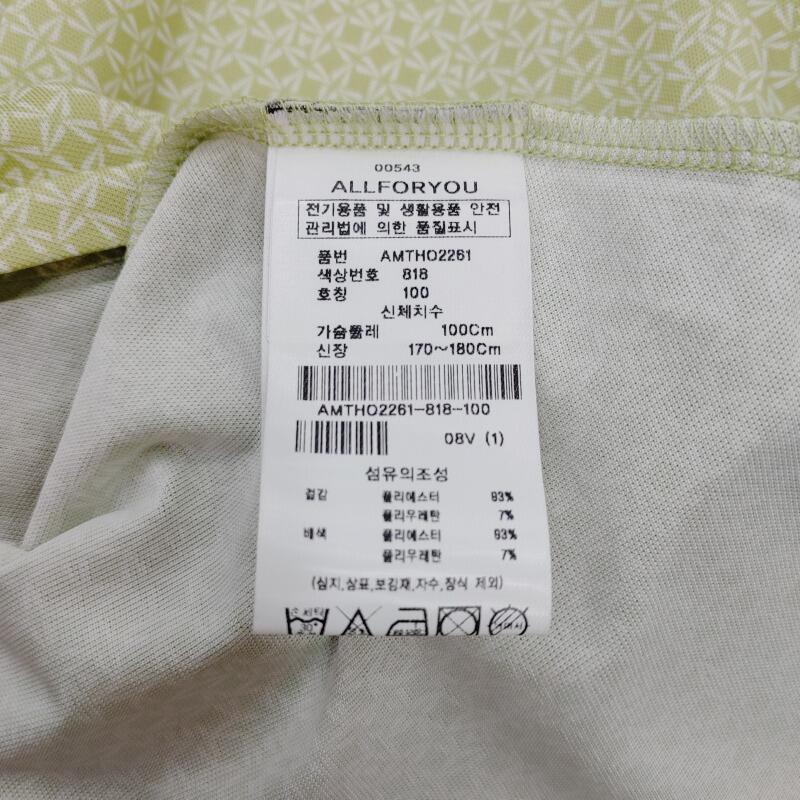 00543
ALLFORYOU
전기용품 및 생활용품 안전
관리법에 의한 품질표시
품번 AMTHO2261
색상번호 818
호칭 100
신체치수
가슴둘레 100Cm
신장 170~180Cm
AMTHO2261-818-100
08V (1)
섬유의조성
겉감 폴리에스터 93%
폴리우레탄 7%
배색 폴리에스터 93%
폴리우레탄 7%
(심지,상표,보김재,자수,장식 제외)